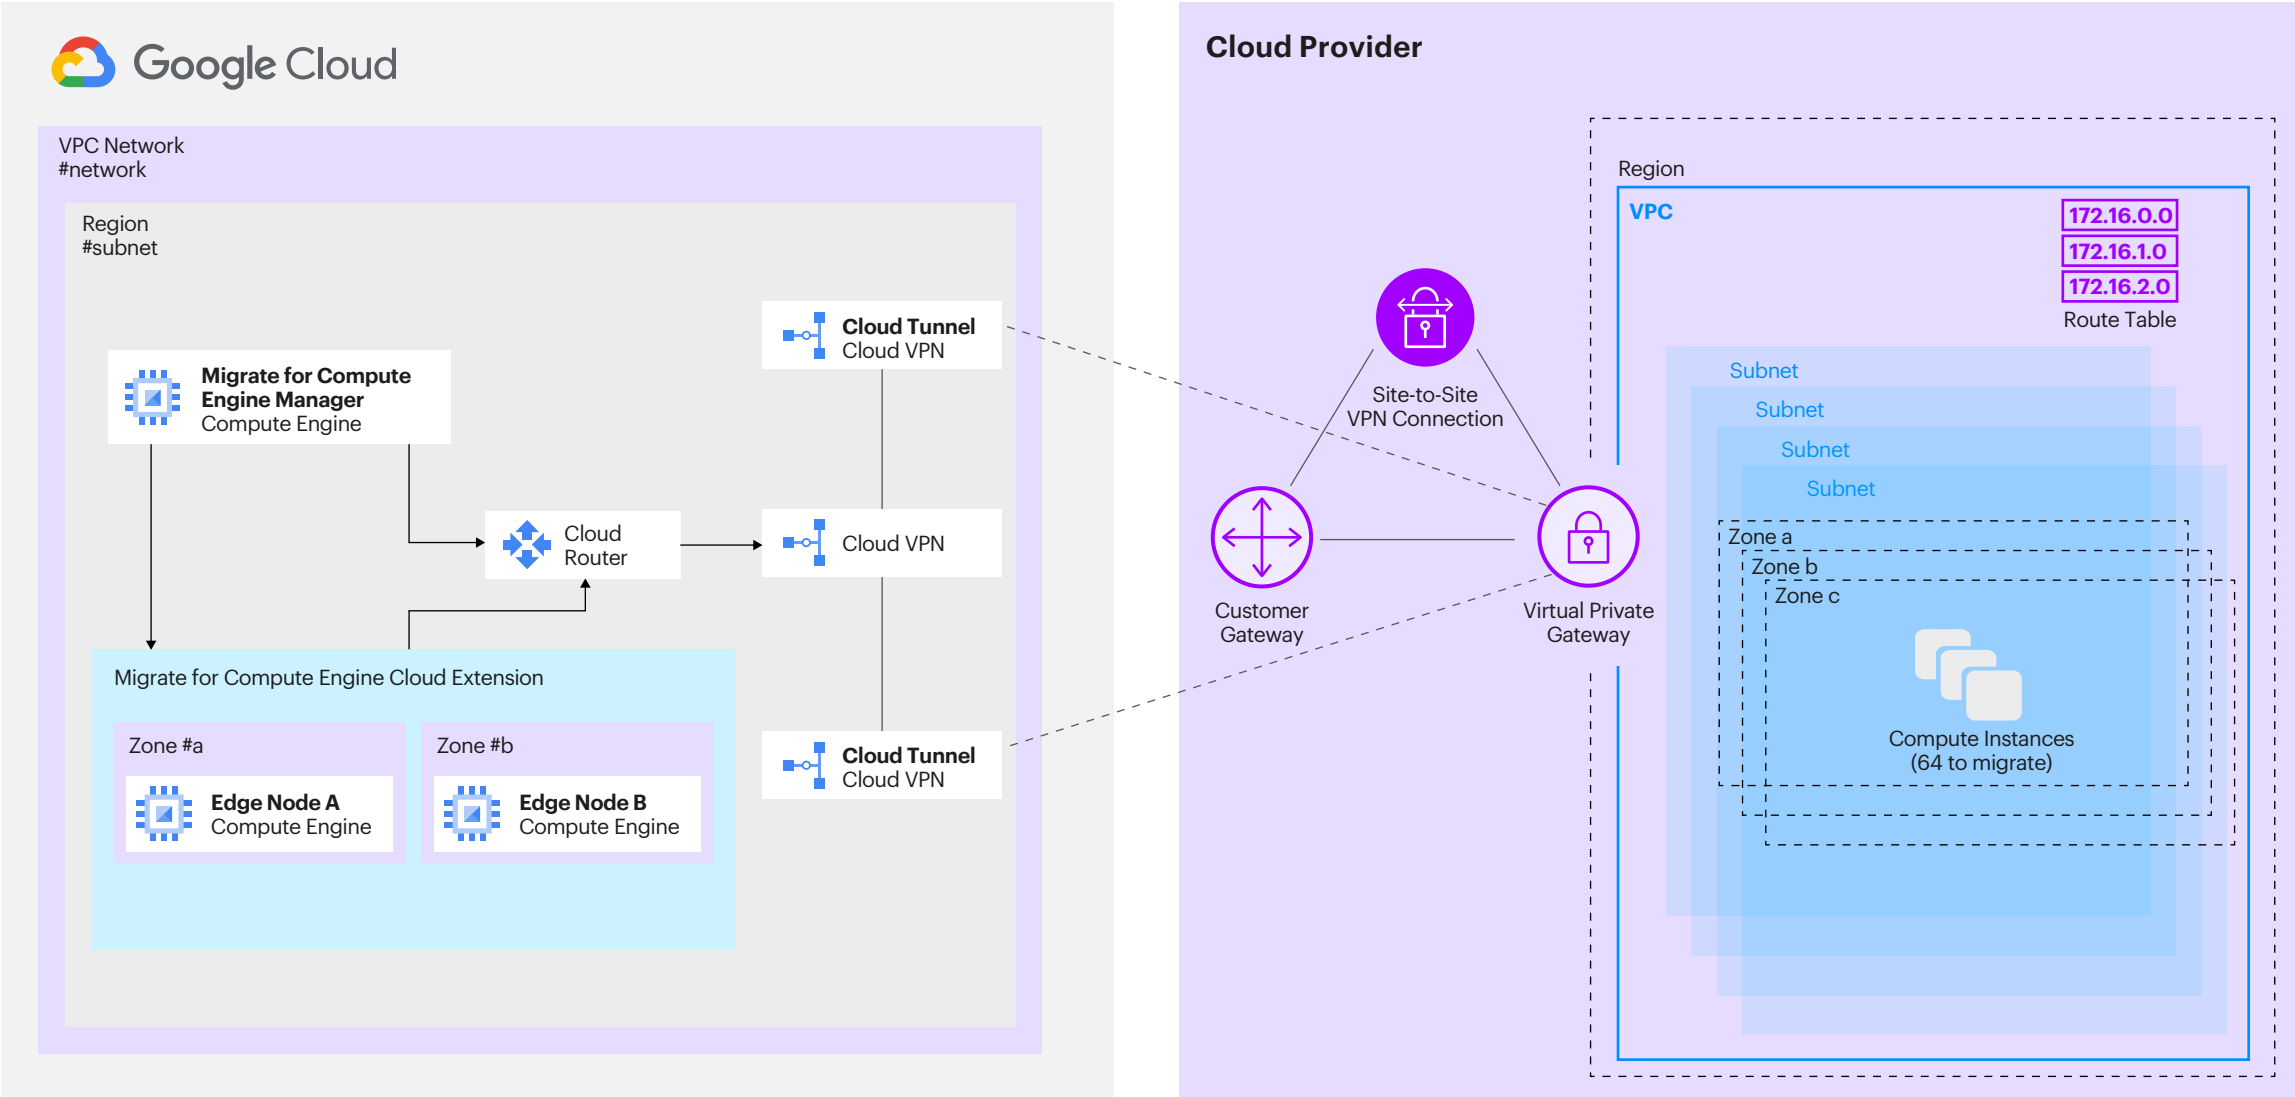 Google Cloud
VPC Network
#network
Region
#subnet
Migrate for Compute
Engine Manager
Compute Engine
Cloud
Router
Cloud Tunnel
Cloud VPN
Cloud VPN
Cloud Tunnel
Cloud VPN
Migrate for Compute Engine Cloud Extension
Zone #a
Edge Node A
Compute Engine
Zone #b
Edge Node B
Compute Engine
Cloud Provider
Site-to-Site
VPN Connection
Customer
Gateway
Virtual Private
Gateway
Region
VPC
172.16.0.0
172.16.1.0
172.16.2.0
Route Table
Subnet
Subnet
Subnet
Subnet
Zone a
Zone b
Zone c
Compute Instances
(64 to migrate)